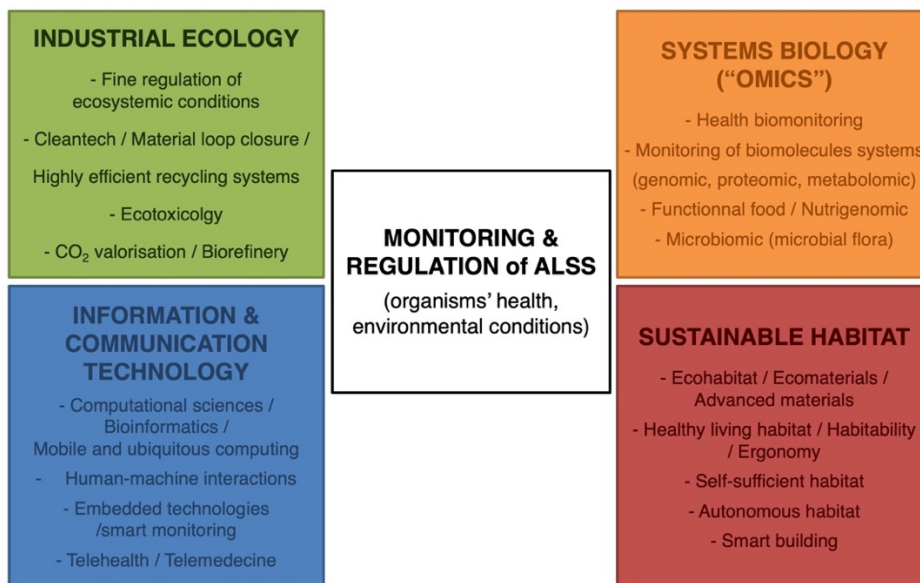 INDUSTRIAL ECOLOGY
- Fine regulation of
ecosystemic conditions
- Cleantech / Material loop closure /
Highly efficient recycling systems
- Ecotoxicolgy
- CO₂ valorisation / Biorefinery
SYSTEMS BIOLOGY
(“OMICS”)
- Health biomonitoring
- Monitoring of biomolecules systems
(genomic, proteomic, metabolomic)
- Functionnal food / Nutrigenomic
- Microbiomic (microbial flora)
MONITORING &
REGULATION of ALSS
(organisms’ health,
environmental conditions)
INFORMATION &
COMMUNICATION
TECHNOLOGY
- Computational sciences /
Bioinformatics /
Mobile and ubiquitous computing
- Human-machine interactions
- Embedded technologies
/smart monitoring
- Telehealth / Telemedecine
SUSTAINABLE HABITAT
- Ecohabitat / Ecomaterials /
Advanced materials
- Healthy living habitat / Habitability
/ Ergonomy
- Self-sufficient habitat
- Autonomous habitat
- Smart building